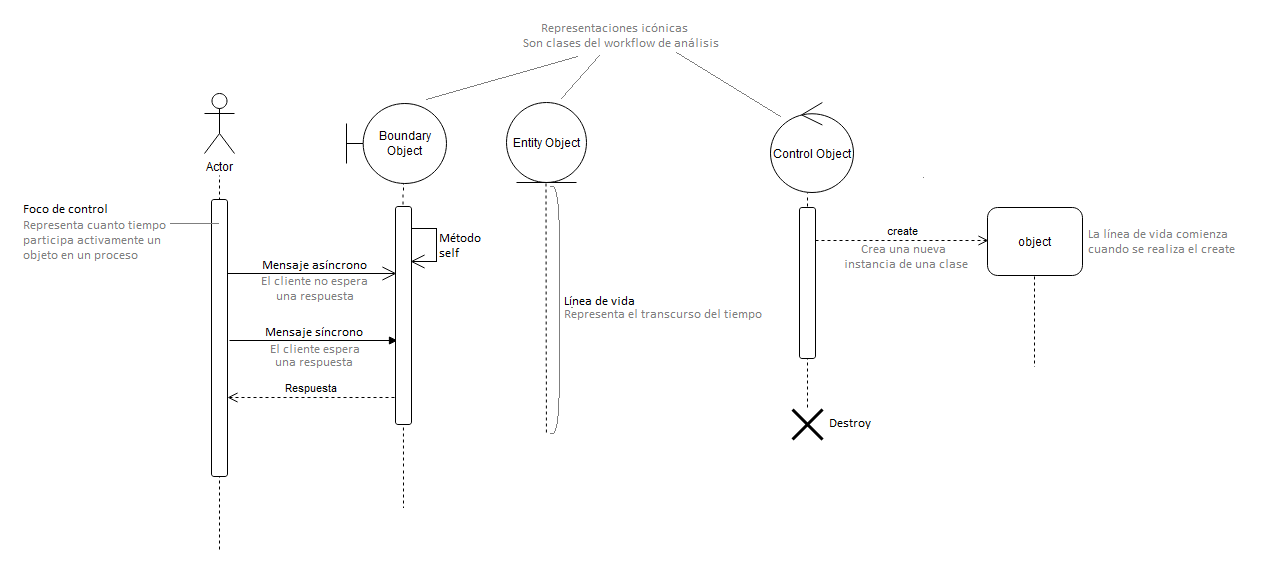 Representaciones icónicas
Son clases del workflow de análisis
Actor
Boundary
Object
Entity Object
Control Object
Foco de control
Representa cuanto tiempo
participa activamente un
objeto en un proceso
Método
self
create
Crea una nueva
instancia de una clase
object
La línea de vida comienza
cuando se realiza el create
Mensaje asíncrono
El cliente no espera
una respuesta
Línea de vida
Representa el transcurso del tiempo
Mensaje síncrono
El cliente espera
una respuesta
Respuesta
Destroy